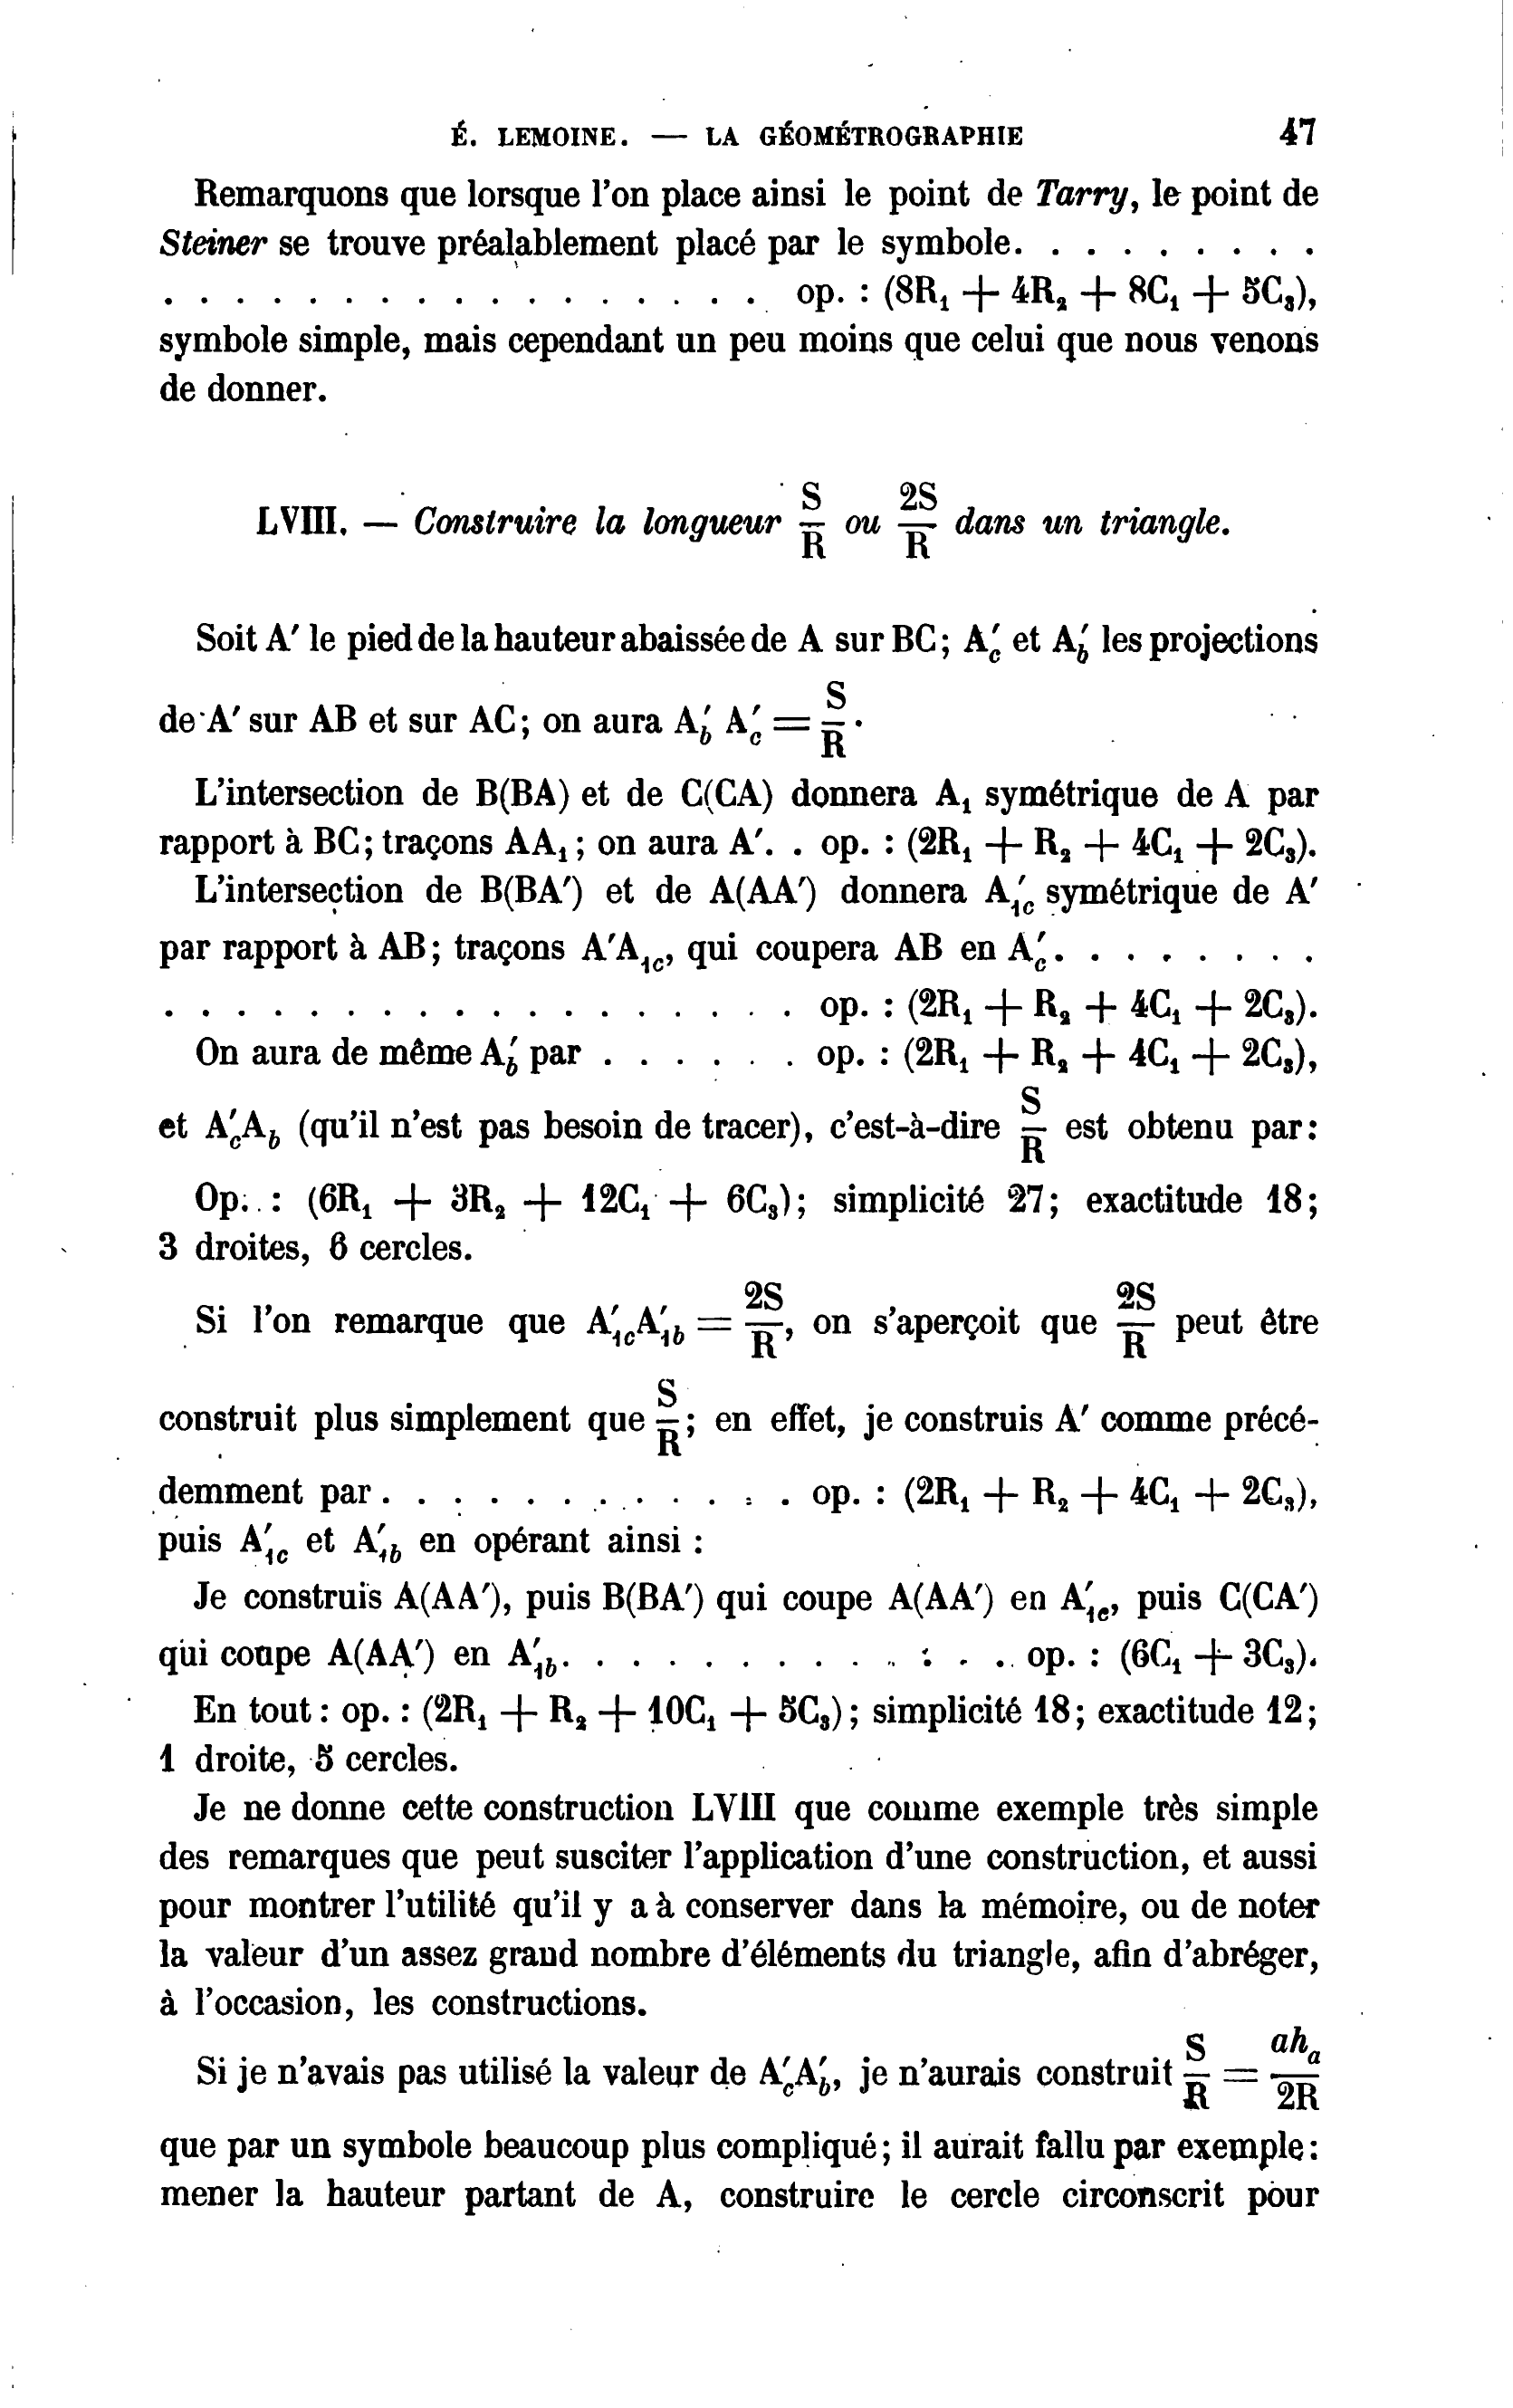 É. LEMOINE. — LA GÉOMÉTROGRAPHIE 47
Remarquons que lorsque l'on place ainsi le point de Tarry, le point de
Steiner se trouve préalablement placé par le symbole. . . . . . . . .
. . . . . . . . . . . . . . . . . op. : (8R₁ + 4R₂ + 8C₁ + 5C₃),
symbole simple, mais cependant un peu moins que celui que nous venons
de donner.
LVIII. — Construire la longueur S/R ou 2S/R dans un triangle.
Soit A′ le pied de la hauteur abaissée de A sur BC; A′_c et A′_b les projections
de A′ sur AB et sur AC; on aura A′_b A′_c = S/R.
L'intersection de B(BA) et de C(CA) donnera A₁ symétrique de A par
rapport à BC; traçons AA₁; on aura A′. . op. : (2R₁ + R₂ + 4C₁ + 2C₃).
L'intersection de B(BA′) et de A(AA′) donnera A′₁c symétrique de A′
par rapport à AB; traçons A′A₁c, qui coupera AB en A′_c. . . . . . . .
. . . . . . . . . . . . . . . . . . op. : (2R₁ + R₂ + 4C₁ + 2C₃).
On aura de même A′_b par . . . . . . op. : (2R₁ + R₂ + 4C₁ + 2C₃),
et A′_cA_b (qu'il n'est pas besoin de tracer), c'est-à-dire S/R est obtenu par:
Op. : (6R₁ + 3R₂ + 12C₁ + 6C₃); simplicité 27; exactitude 18;
3 droites, 6 cercles.
Si l'on remarque que A′₁cA′₁b = 2S/R, on s'aperçoit que 2S/R peut être
construit plus simplement que S/R; en effet, je construis A′ comme précé-
demment par . . . . . . . . . . . . op. : (2R₁ + R₂ + 4C₁ + 2C₃),
puis A′₁c et A′₁b en opérant ainsi :
Je construis A(AA′), puis B(BA′) qui coupe A(AA′) en A′₁c, puis C(CA′)
qui coupe A(AA′) en A′₁b. . . . . . . . . . . . . op. : (6C₁ + 3C₃).
En tout : op. : (2R₁ + R₂ + 10C₁ + 5C₃); simplicité 18; exactitude 12;
1 droite, 5 cercles.
Je ne donne cette construction LVIII que comme exemple très simple
des remarques que peut susciter l'application d'une construction, et aussi
pour montrer l'utilité qu'il y a à conserver dans la mémoire, ou de noter
la valeur d'un assez grand nombre d'éléments du triangle, afin d'abréger,
à l'occasion, les constructions.
Si je n'avais pas utilisé la valeur de A′_cA′_b, je n'aurais construit S/R = ah_a/2R
que par un symbole beaucoup plus compliqué; il aurait fallu par exemple:
mener la hauteur partant de A, construire le cercle circonscrit pour